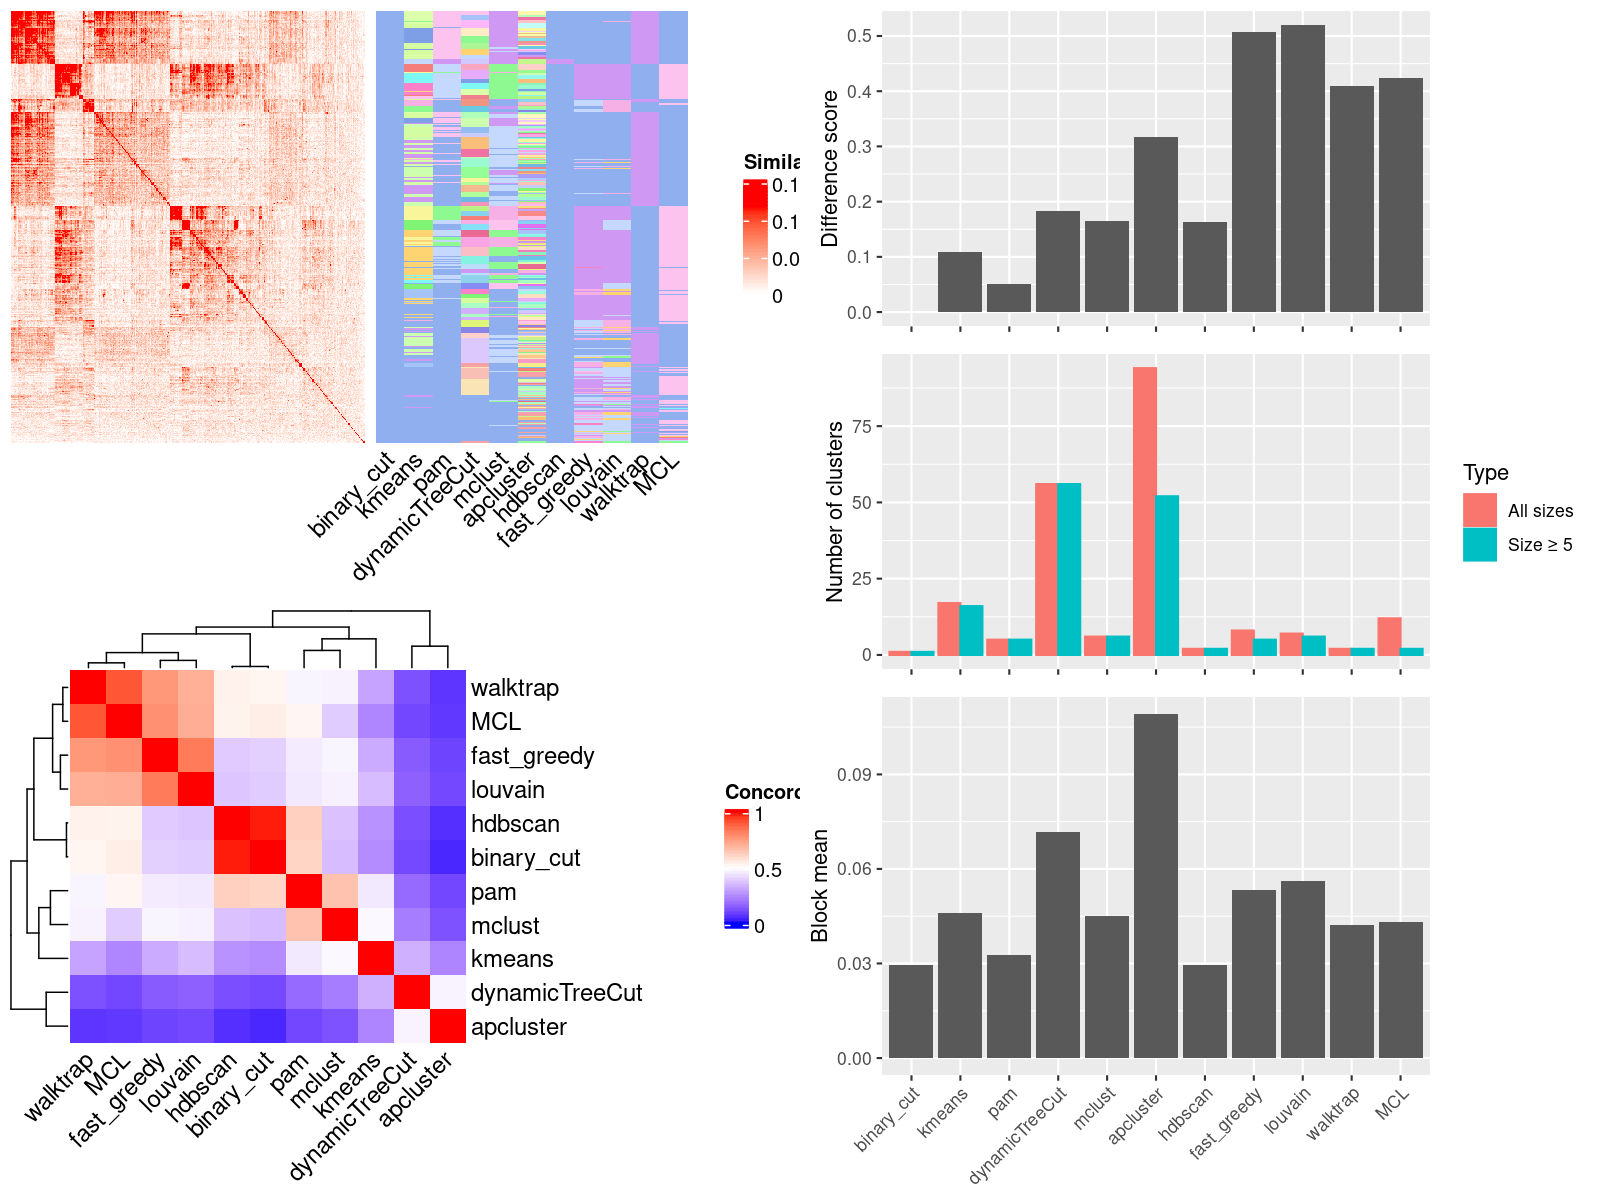 Simila
0.1
0.1
0.0
0
binary_cut
kmeans
pam
dynamicTreeCut
mclust
apcluster
hdbscan
fast_greedy
louvain
walktrap
MCL
walktrap
MCL
fast_greedy
louvain
hdbscan
binary_cut
pam
mclust
kmeans
dynamicTreeCut
apcluster
walktrap
MCL
fast_greedy
louvain
hdbscan
binary_cut
pam
mclust
kmeans
dynamicTreeCut
apcluster
Concord
1
0.5
0
Difference score
0.5
0.4
0.3
0.2
0.1
0.0
Number of clusters
75
50
25
0
Type
All sizes
Size ≥ 5
Block mean
0.09
0.06
0.03
0.00
binary_cut
kmeans
pam
dynamicTreeCut
mclust
apcluster
hdbscan
fast_greedy
louvain
walktrap
MCL